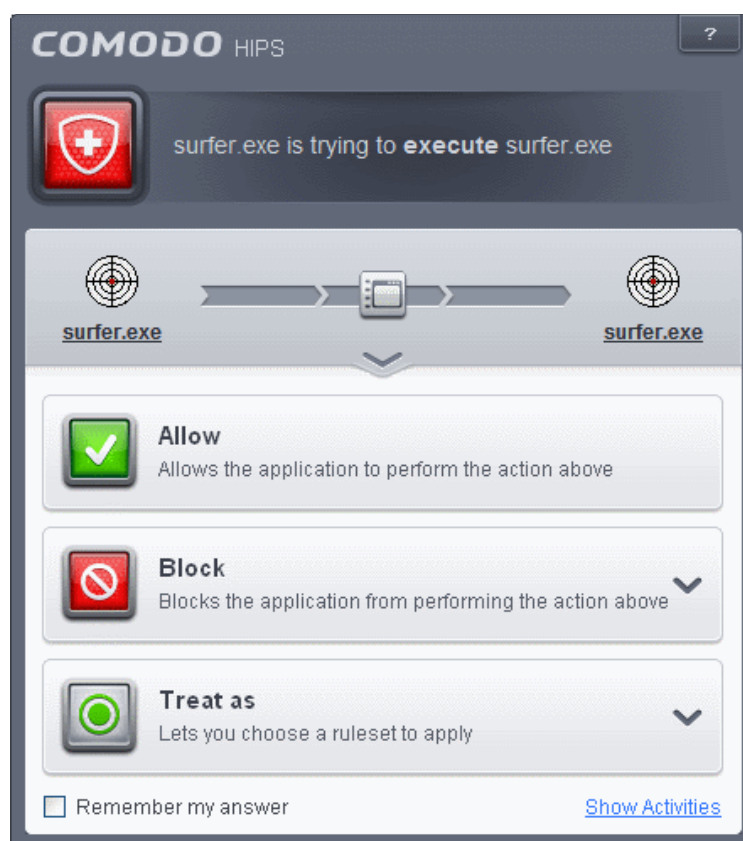 COMODO HIPS
?
surfer.exe is trying to execute surfer.exe
surfer.exe
surfer.exe
Allow
Allows the application to perform the action above
Block
Blocks the application from performing the action above
Treat as
Lets you choose a ruleset to apply
Remember my answer
Show Activities